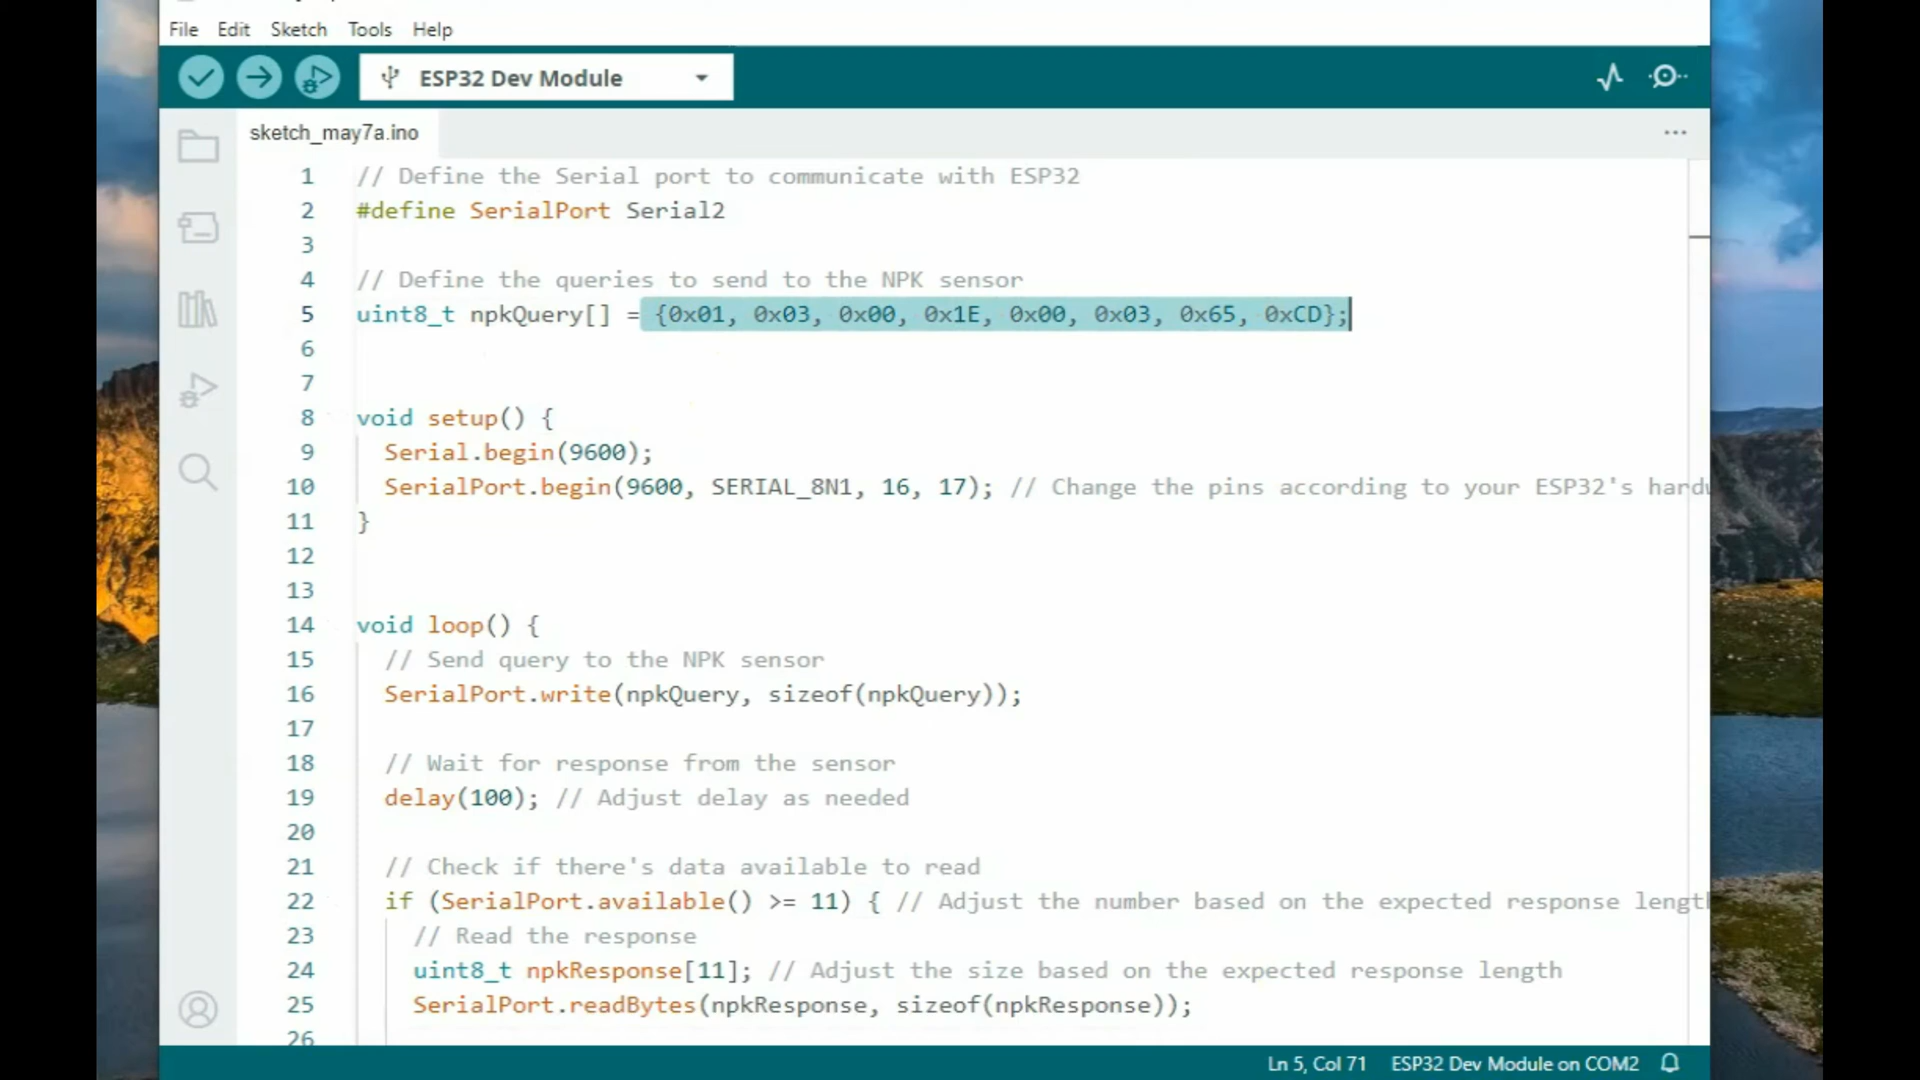 File Edit Sketch Tools Help
ESP32 Dev Module
sketch_may7a.ino
1 // Define the Serial port to communicate with ESP32
2 #define SerialPort Serial2
3
4 // Define the queries to send to the NPK sensor
5 uint8_t npkQuery[] = {0x01, 0x03, 0x00, 0x1E, 0x00, 0x03, 0x65, 0xCD};
6
7
8 void setup() {
9 Serial.begin(9600);
10 SerialPort.begin(9600, SERIAL_8N1, 16, 17); // Change the pins according to your ESP32's
11 }
12
13
14 void loop() {
15 // Send query to the NPK sensor
16 SerialPort.write(npkQuery, sizeof(npkQuery));
17
18 // Wait for response from the sensor
19 delay(100); // Adjust delay as needed
20
21 // Check if there's data available to read
22 if (SerialPort.available() >= 11) { // Adjust the number based on the expected response
23 // Read the response
24 uint8_t npkResponse[11]; // Adjust the size based on the expected response length
25 SerialPort.readBytes(npkResponse, sizeof(npkResponse));
26
Ln 5, Col 71 ESP32 Dev Module on COM2